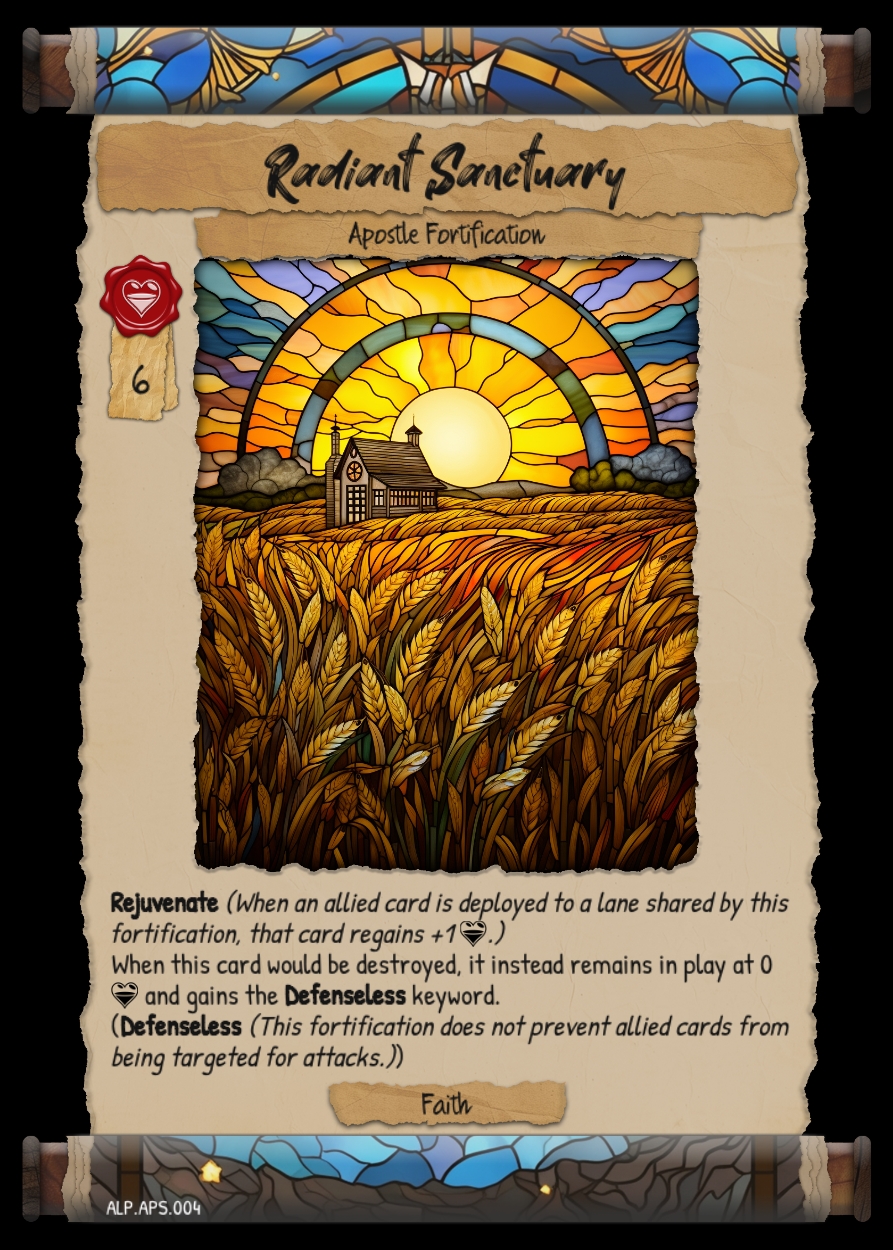 Radiant Sanctuary
Apostle Fortification
6
Rejuvenate (When an allied card is deployed to a lane shared by this
fortification, that card regains +1.)
When this card would be destroyed, it instead remains in play at 0
and gains the Defenseless keyword.
(Defenseless (This fortification does not prevent allied cards from
being targeted for attacks.))
Faith
ALP.APS.004